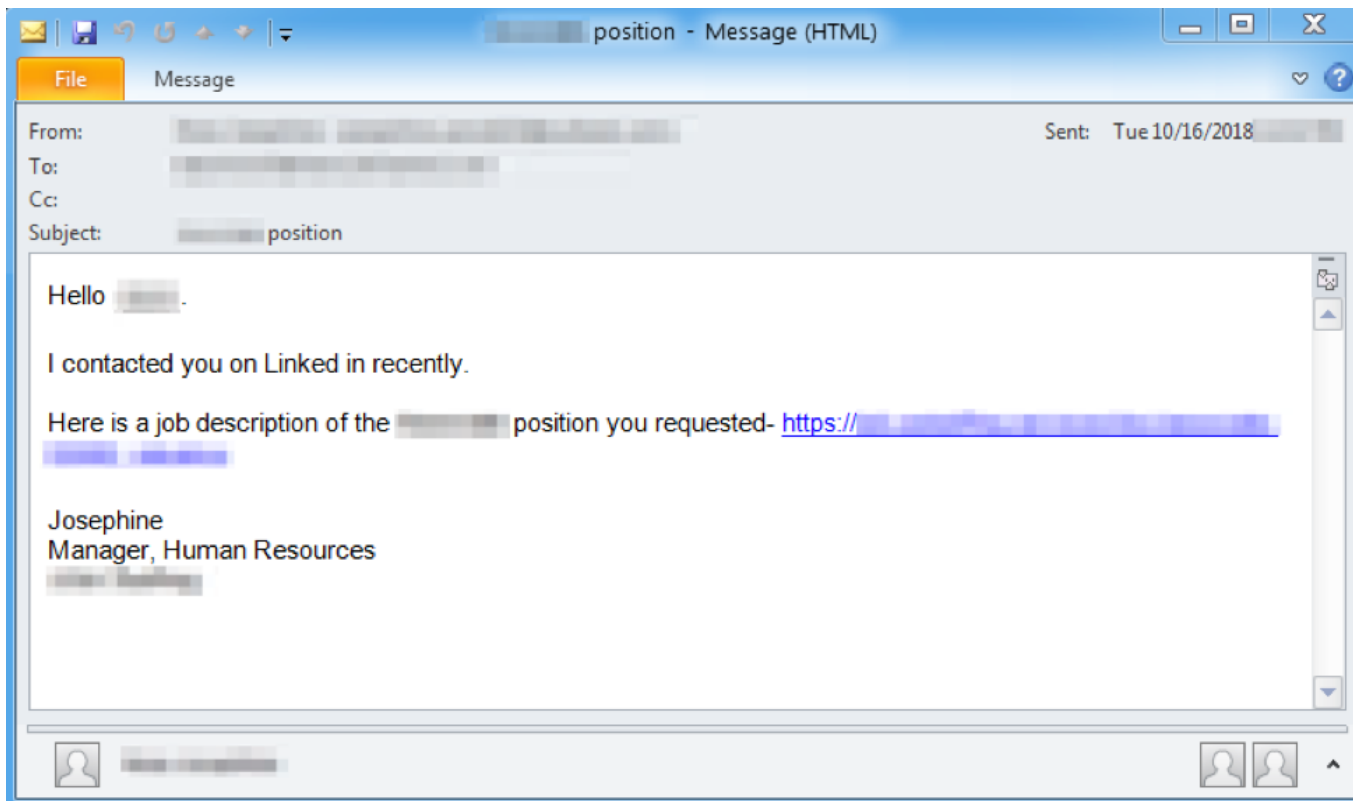 position - Message (HTML)
File Message
From: Sent: Tue 10/16/2018
To:
Cc:
Subject: position
Hello .
I contacted you on Linked in recently.
Here is a job description of the position you requested- https://
Josephine
Manager, Human Resources